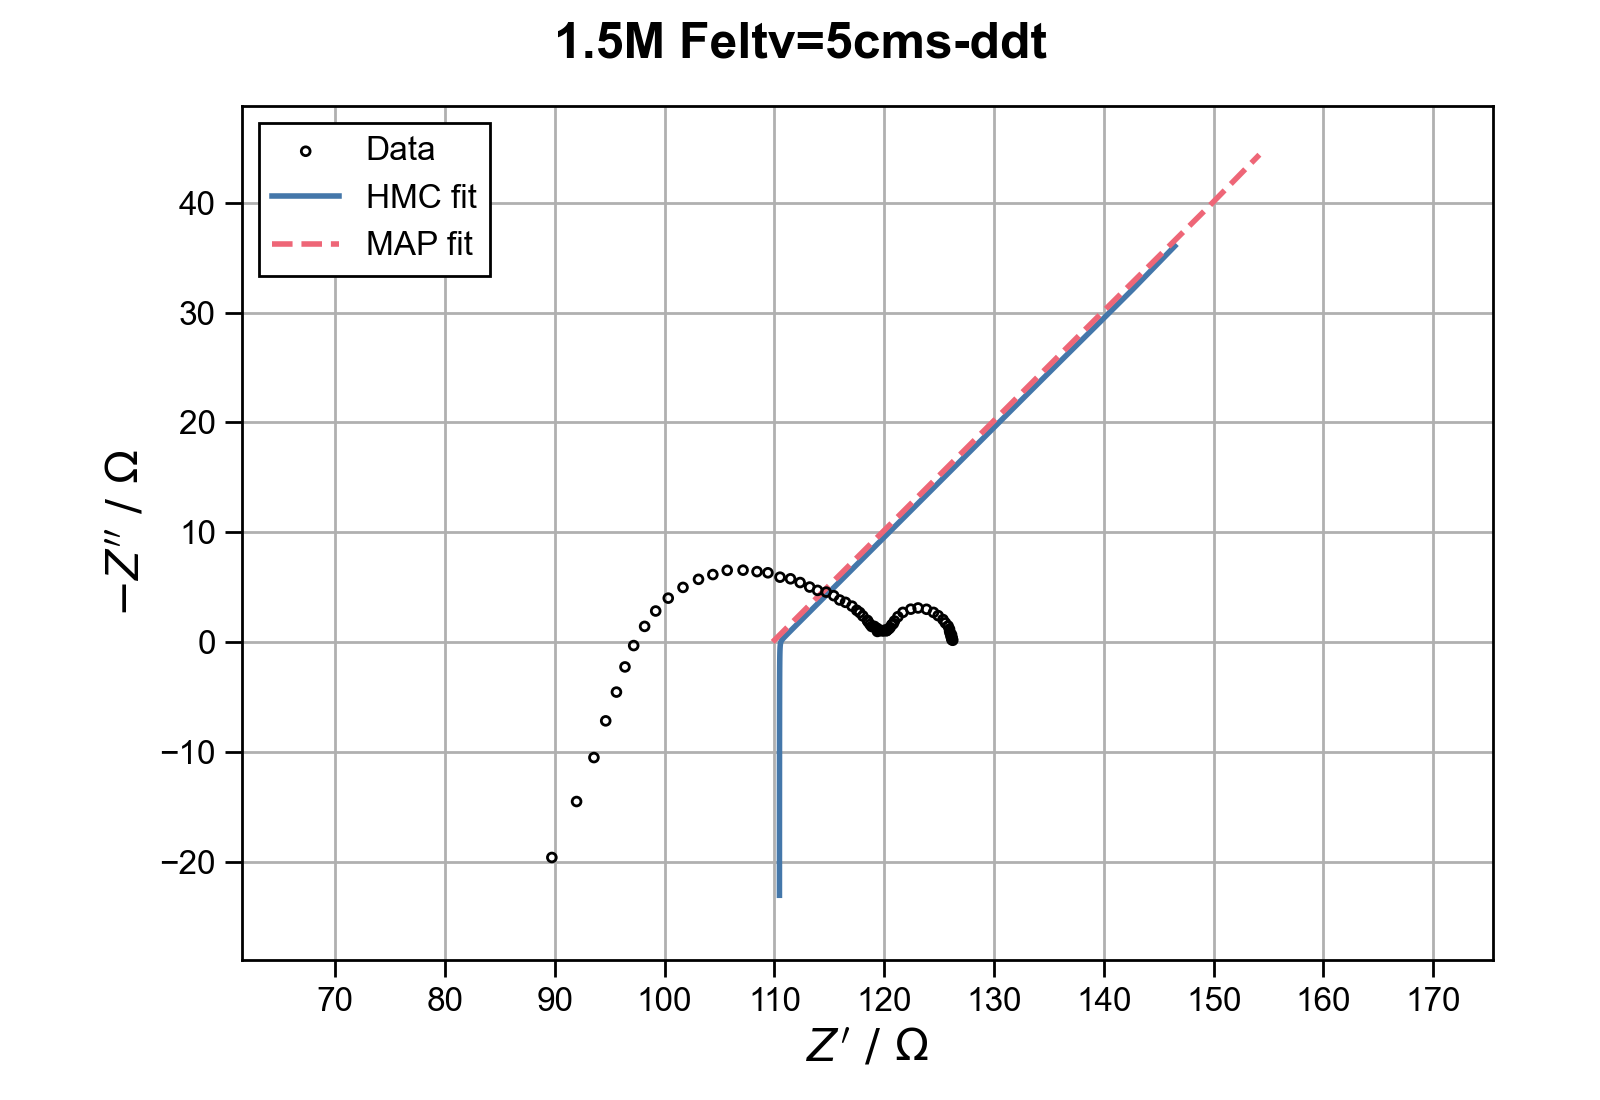 1.5M Feltv=5cms-ddt
Data
HMC fit
MAP fit
40
30
20
10
0
−10
−20
−Z′′ / Ω
70 80 90 100 110 120 130 140 150 160 170
Z′ / Ω